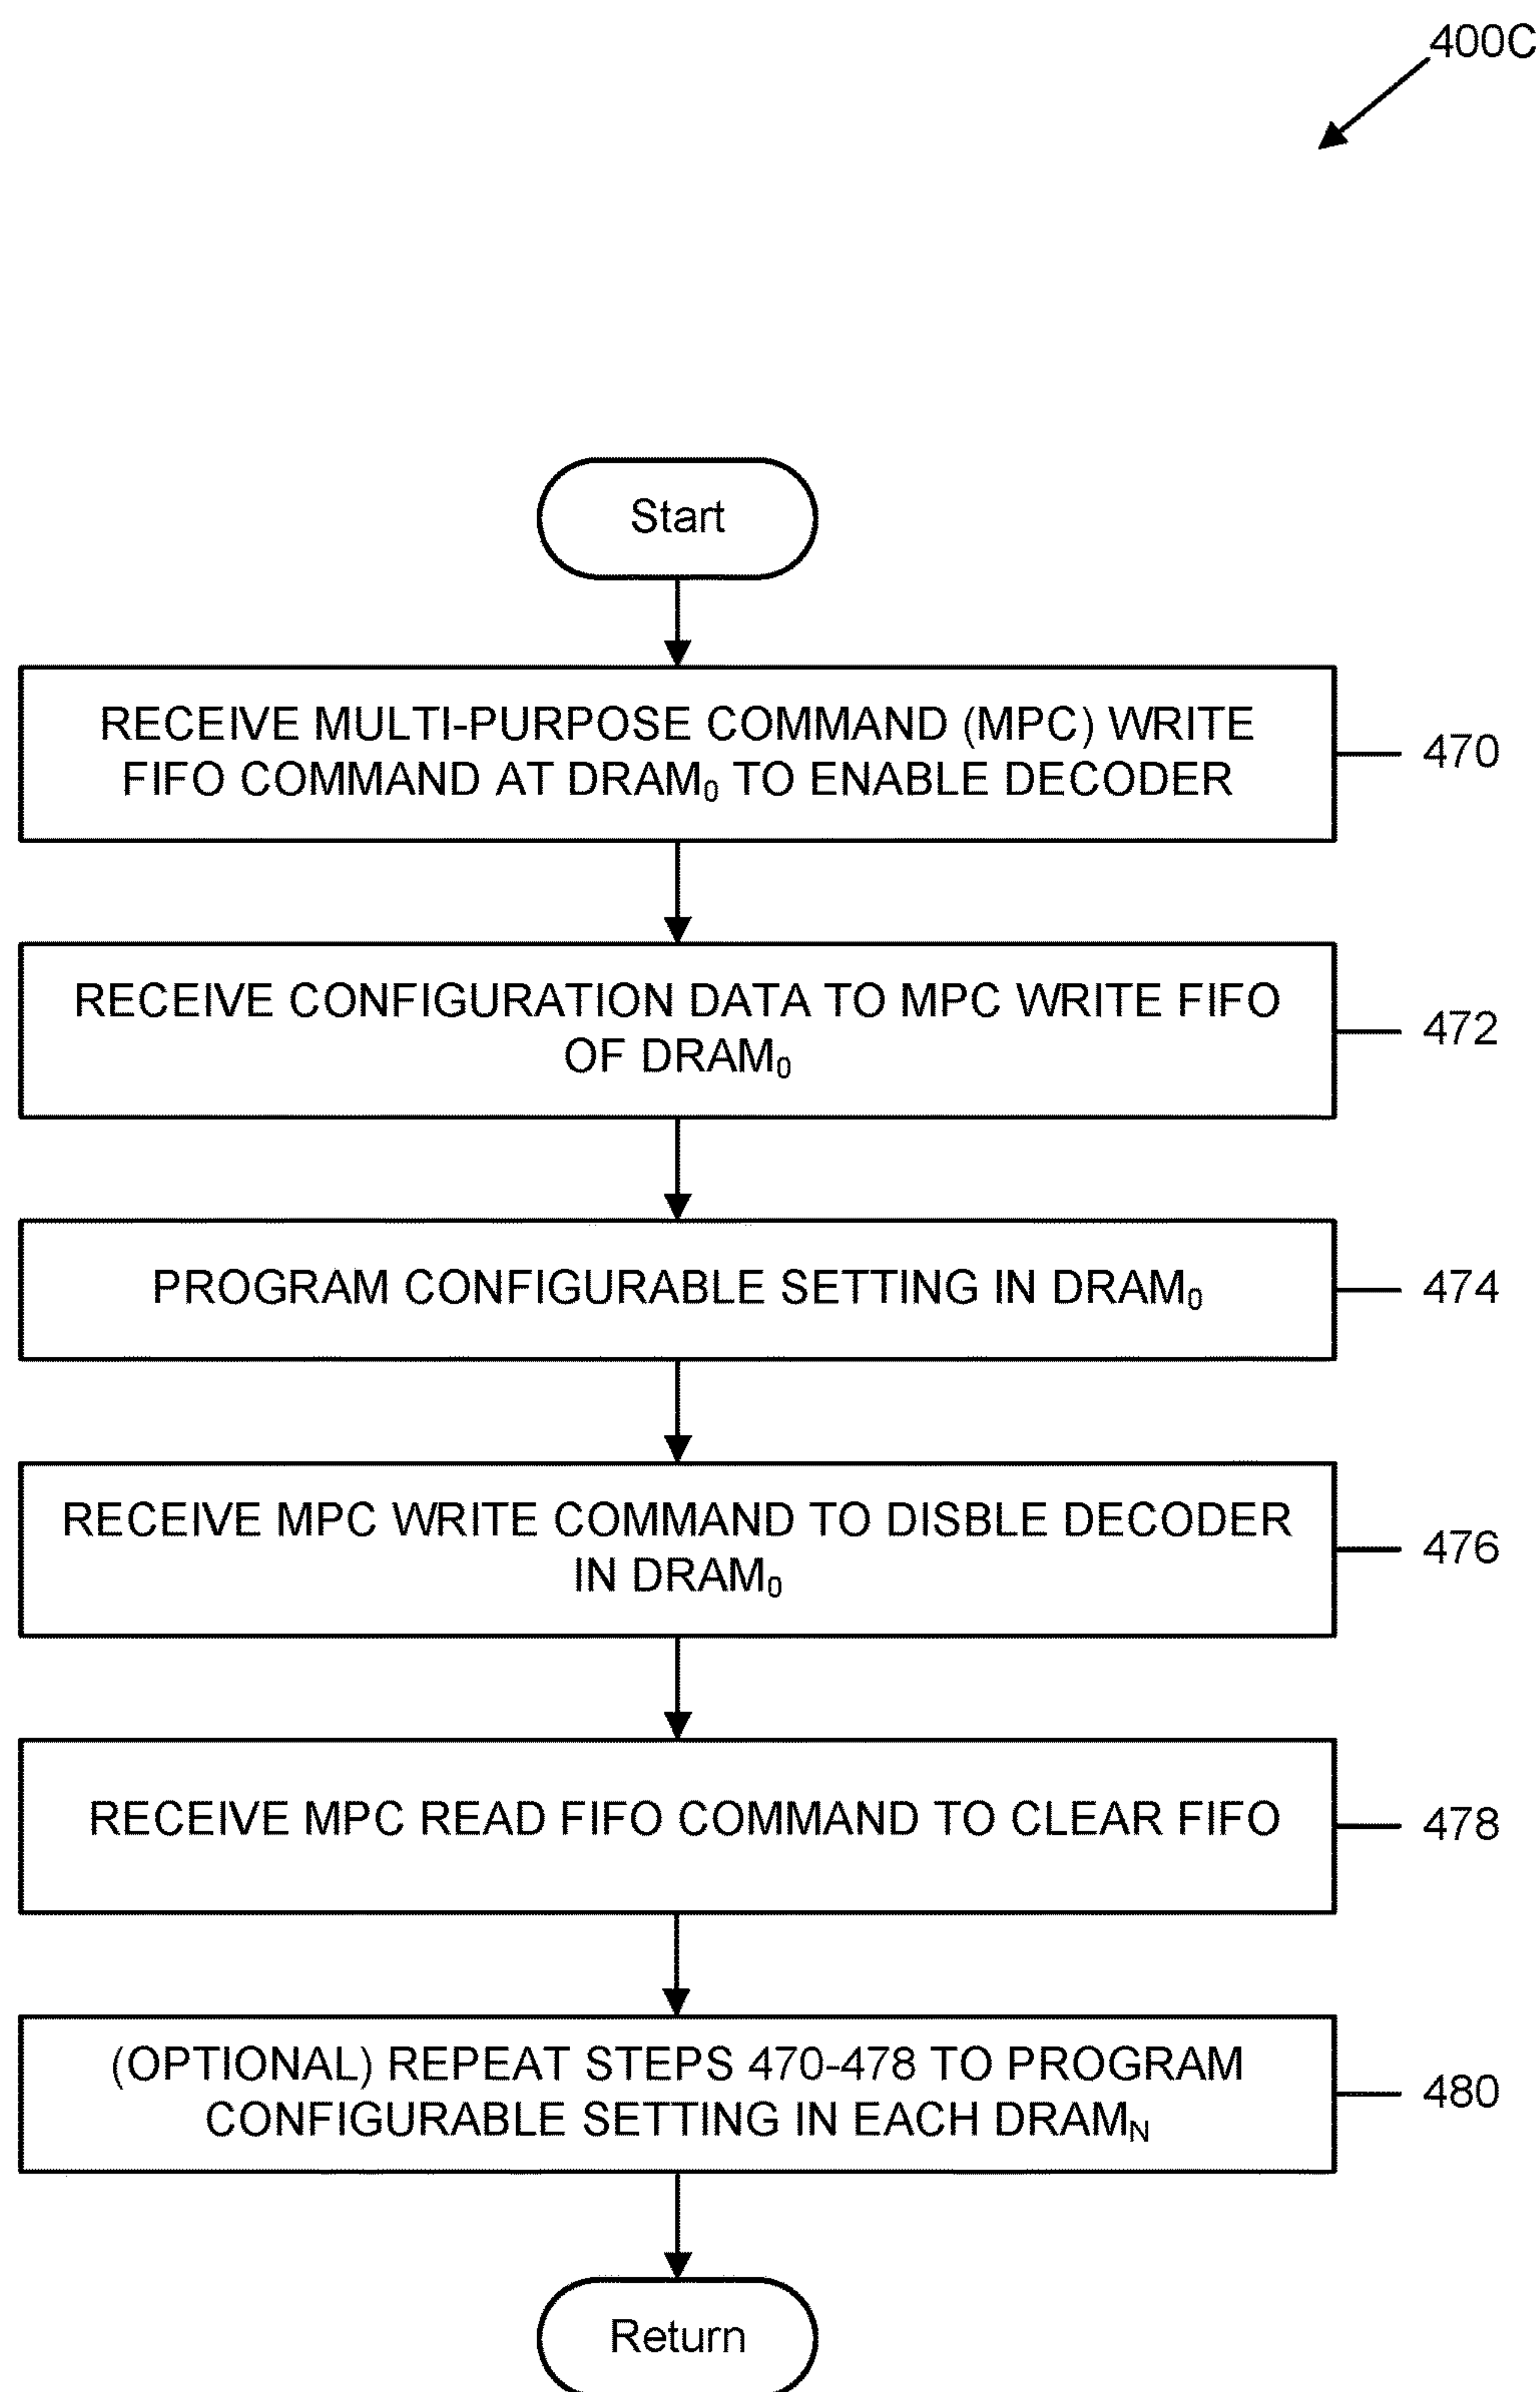 400C
Start
RECEIVE MULTI-PURPOSE COMMAND (MPC) WRITE
FIFO COMMAND AT DRAM₀ TO ENABLE DECODER
470
RECEIVE CONFIGURATION DATA TO MPC WRITE FIFO
OF DRAM₀
472
PROGRAM CONFIGURABLE SETTING IN DRAM₀
474
RECEIVE MPC WRITE COMMAND TO DISBLE DECODER
IN DRAM₀
476
RECEIVE MPC READ FIFO COMMAND TO CLEAR FIFO
478
(OPTIONAL) REPEAT STEPS 470-478 TO PROGRAM
CONFIGURABLE SETTING IN EACH DRAM_N
480
Return